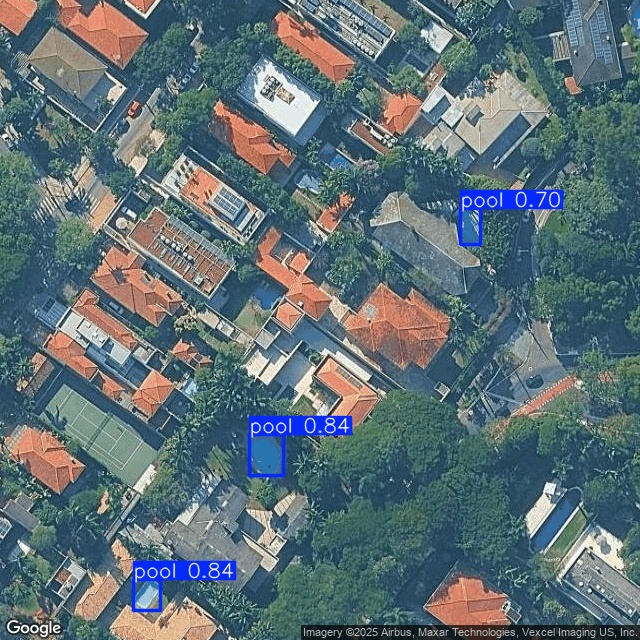 pool 0.70
pool 0.84
pool 0.84
Google
Imagery ©2025 Airbus, Maxar Technologies, Vexcel Imaging US, Inc.